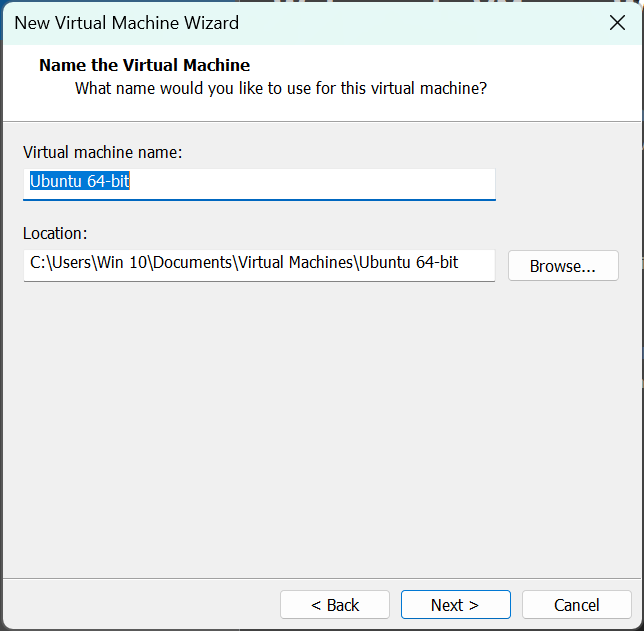 New Virtual Machine Wizard
Name the Virtual Machine
What name would you like to use for this virtual machine?
Virtual machine name:
Ubuntu 64-bit
Location:
C:\Users\Win 10\Documents\Virtual Machines\Ubuntu 64-bit
Browse...
< Back
Next >
Cancel